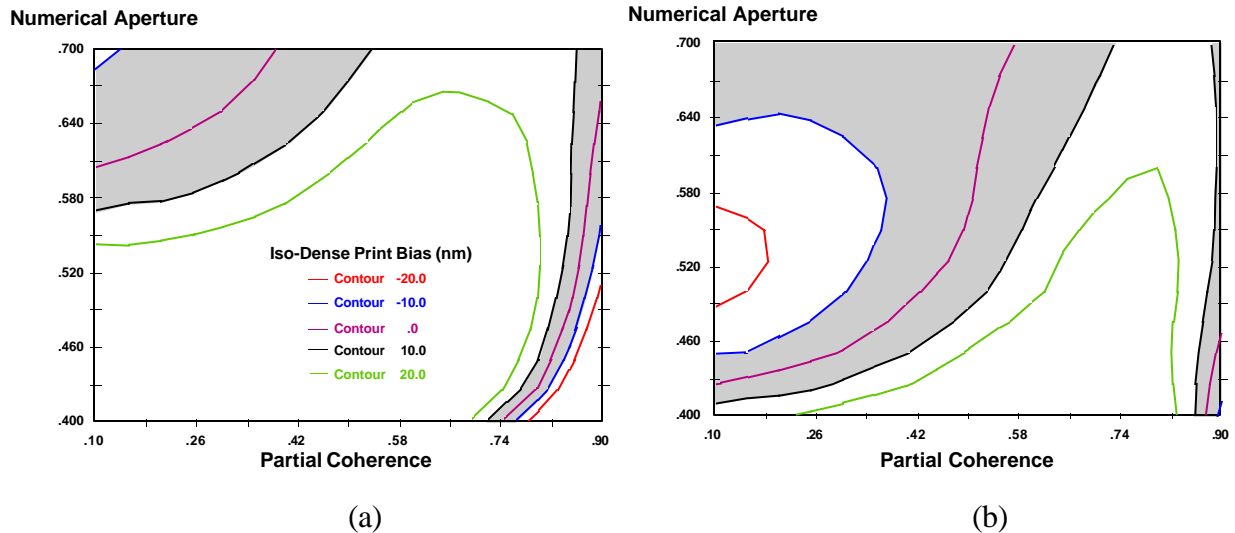 Numerical Aperture
.700
.640
.580
.520
.460
.400
.10
.26
.42
.58
.74
.90
Partial Coherence
Iso-Dense Print Bias (nm)
Contour -20.0
Contour -10.0
Contour .0
Contour 10.0
Contour 20.0
(a)
Numerical Aperture
.700
.640
.580
.520
.460
.400
.10
.26
.42
.58
.74
.90
Partial Coherence
(b)